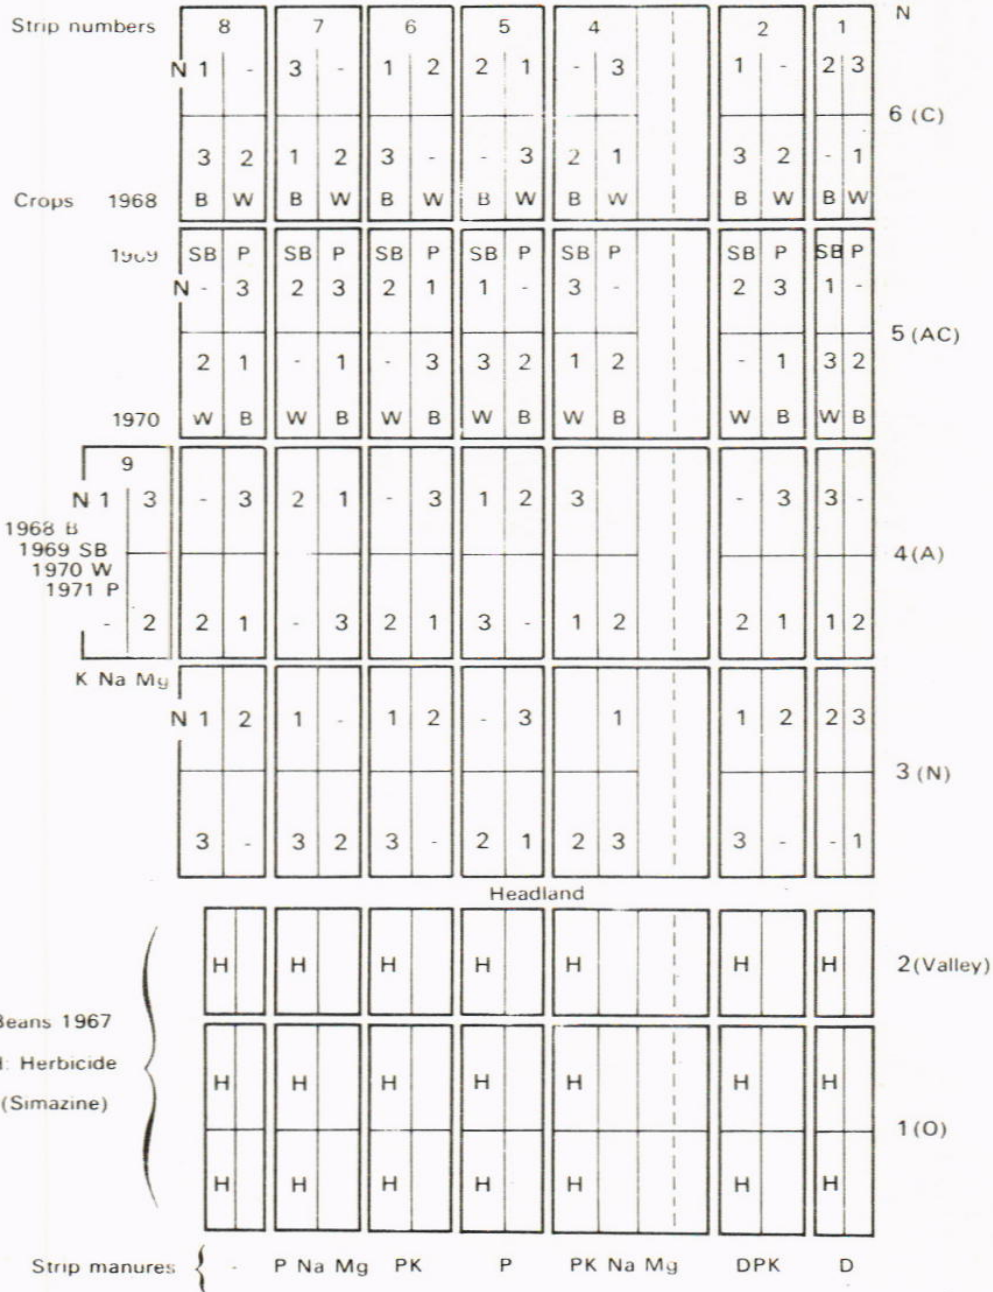 Strip numbers 8 7 6 5 4 2 1 N
N 1 - 3 - 1 2 2 1 - 3 1 - 2 3
6 (C)
3 2 1 2 3 - - 3 2 1 3 2 - 1
Crops 1968 B W B W B W B W B W B W B W
SB P SB P SB P SB P SB P SB P SB P
N - 3 2 3 2 1 1 - 3 - 2 3 1 -
5 (AC)
2 1 - 1 - 3 3 2 1 2 - 1 3 2
1970 W B W B W B W B W B W B W B
9
N 1 3 - 3 2 1 - 3 1 2 3 - 3 3 -
1968 B
1969 SB 4 (A)
1970 W
1971 P
- 2 2 1 - 3 2 1 3 - 1 2 2 1 1 2
K Na Mg
N 1 2 1 - 1 2 - 3 1 1 2 2 3
3 (N)
3 - 3 2 3 - 2 1 2 3 3 - - 1
Headland
H H H H H H H 2 (Valley)
Beans 1967
: Herbicide H H H H H H H
(Simazine)
1 (O)
H H H H H H H
Strip manures { - P Na Mg PK P PK Na Mg DPK D